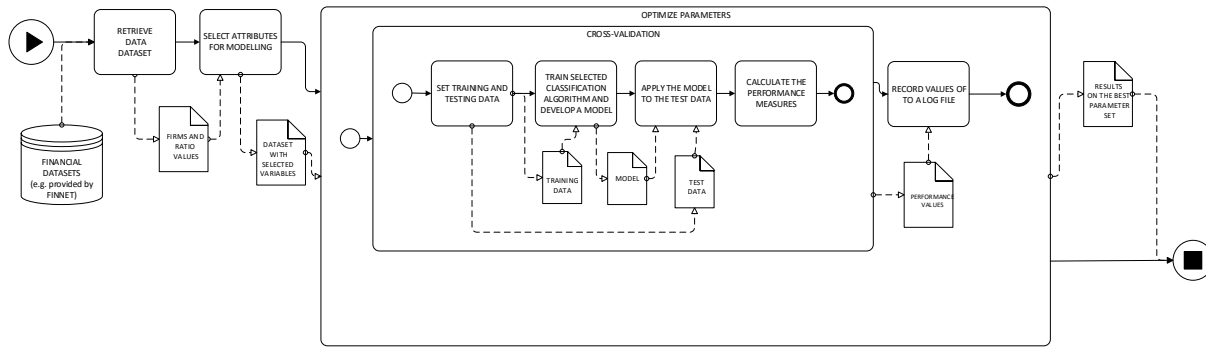 OPTIMIZE PARAMETERS
CROSS-VALIDATION
RETRIEVE
DATA
DATASET
SELECT ATTRIBUTES
FOR MODELLING
FINANCIAL
DATASETS
(e.g. provided by
FINNET)
FIRMS AND
RATIO
VALUES
DATASET
WITH
SELECTED
VARIABLES
SET TRAINING AND
TESTING DATA
TRAIN SELECTED
CLASSIFICATION
ALGORITHM AND
DEVELOP A MODEL
APPLY THE MODEL
TO THE TEST DATA
CALCULATE THE
PERFORMANCE
MEASURES
TRAINING
DATA
MODEL
TEST
DATA
RECORD VALUES OF
TO A LOG FILE
PERFORMANCE
VALUES
RESULTS
ON THE BEST
PARAMETER
SET